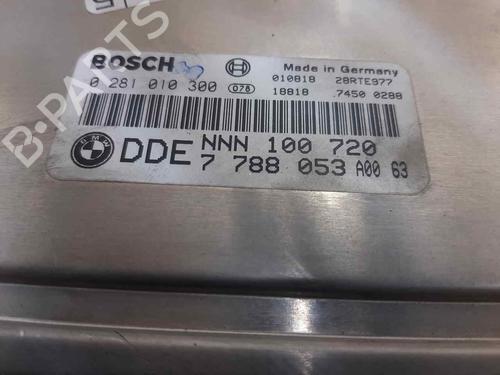 BOSCH
Made in Germany
0 281 010 300
078
010818
28RTE977
18818
7450 0288
BMW
DDE NNN 100 720
7 788 053 A00 63
B-PARTS